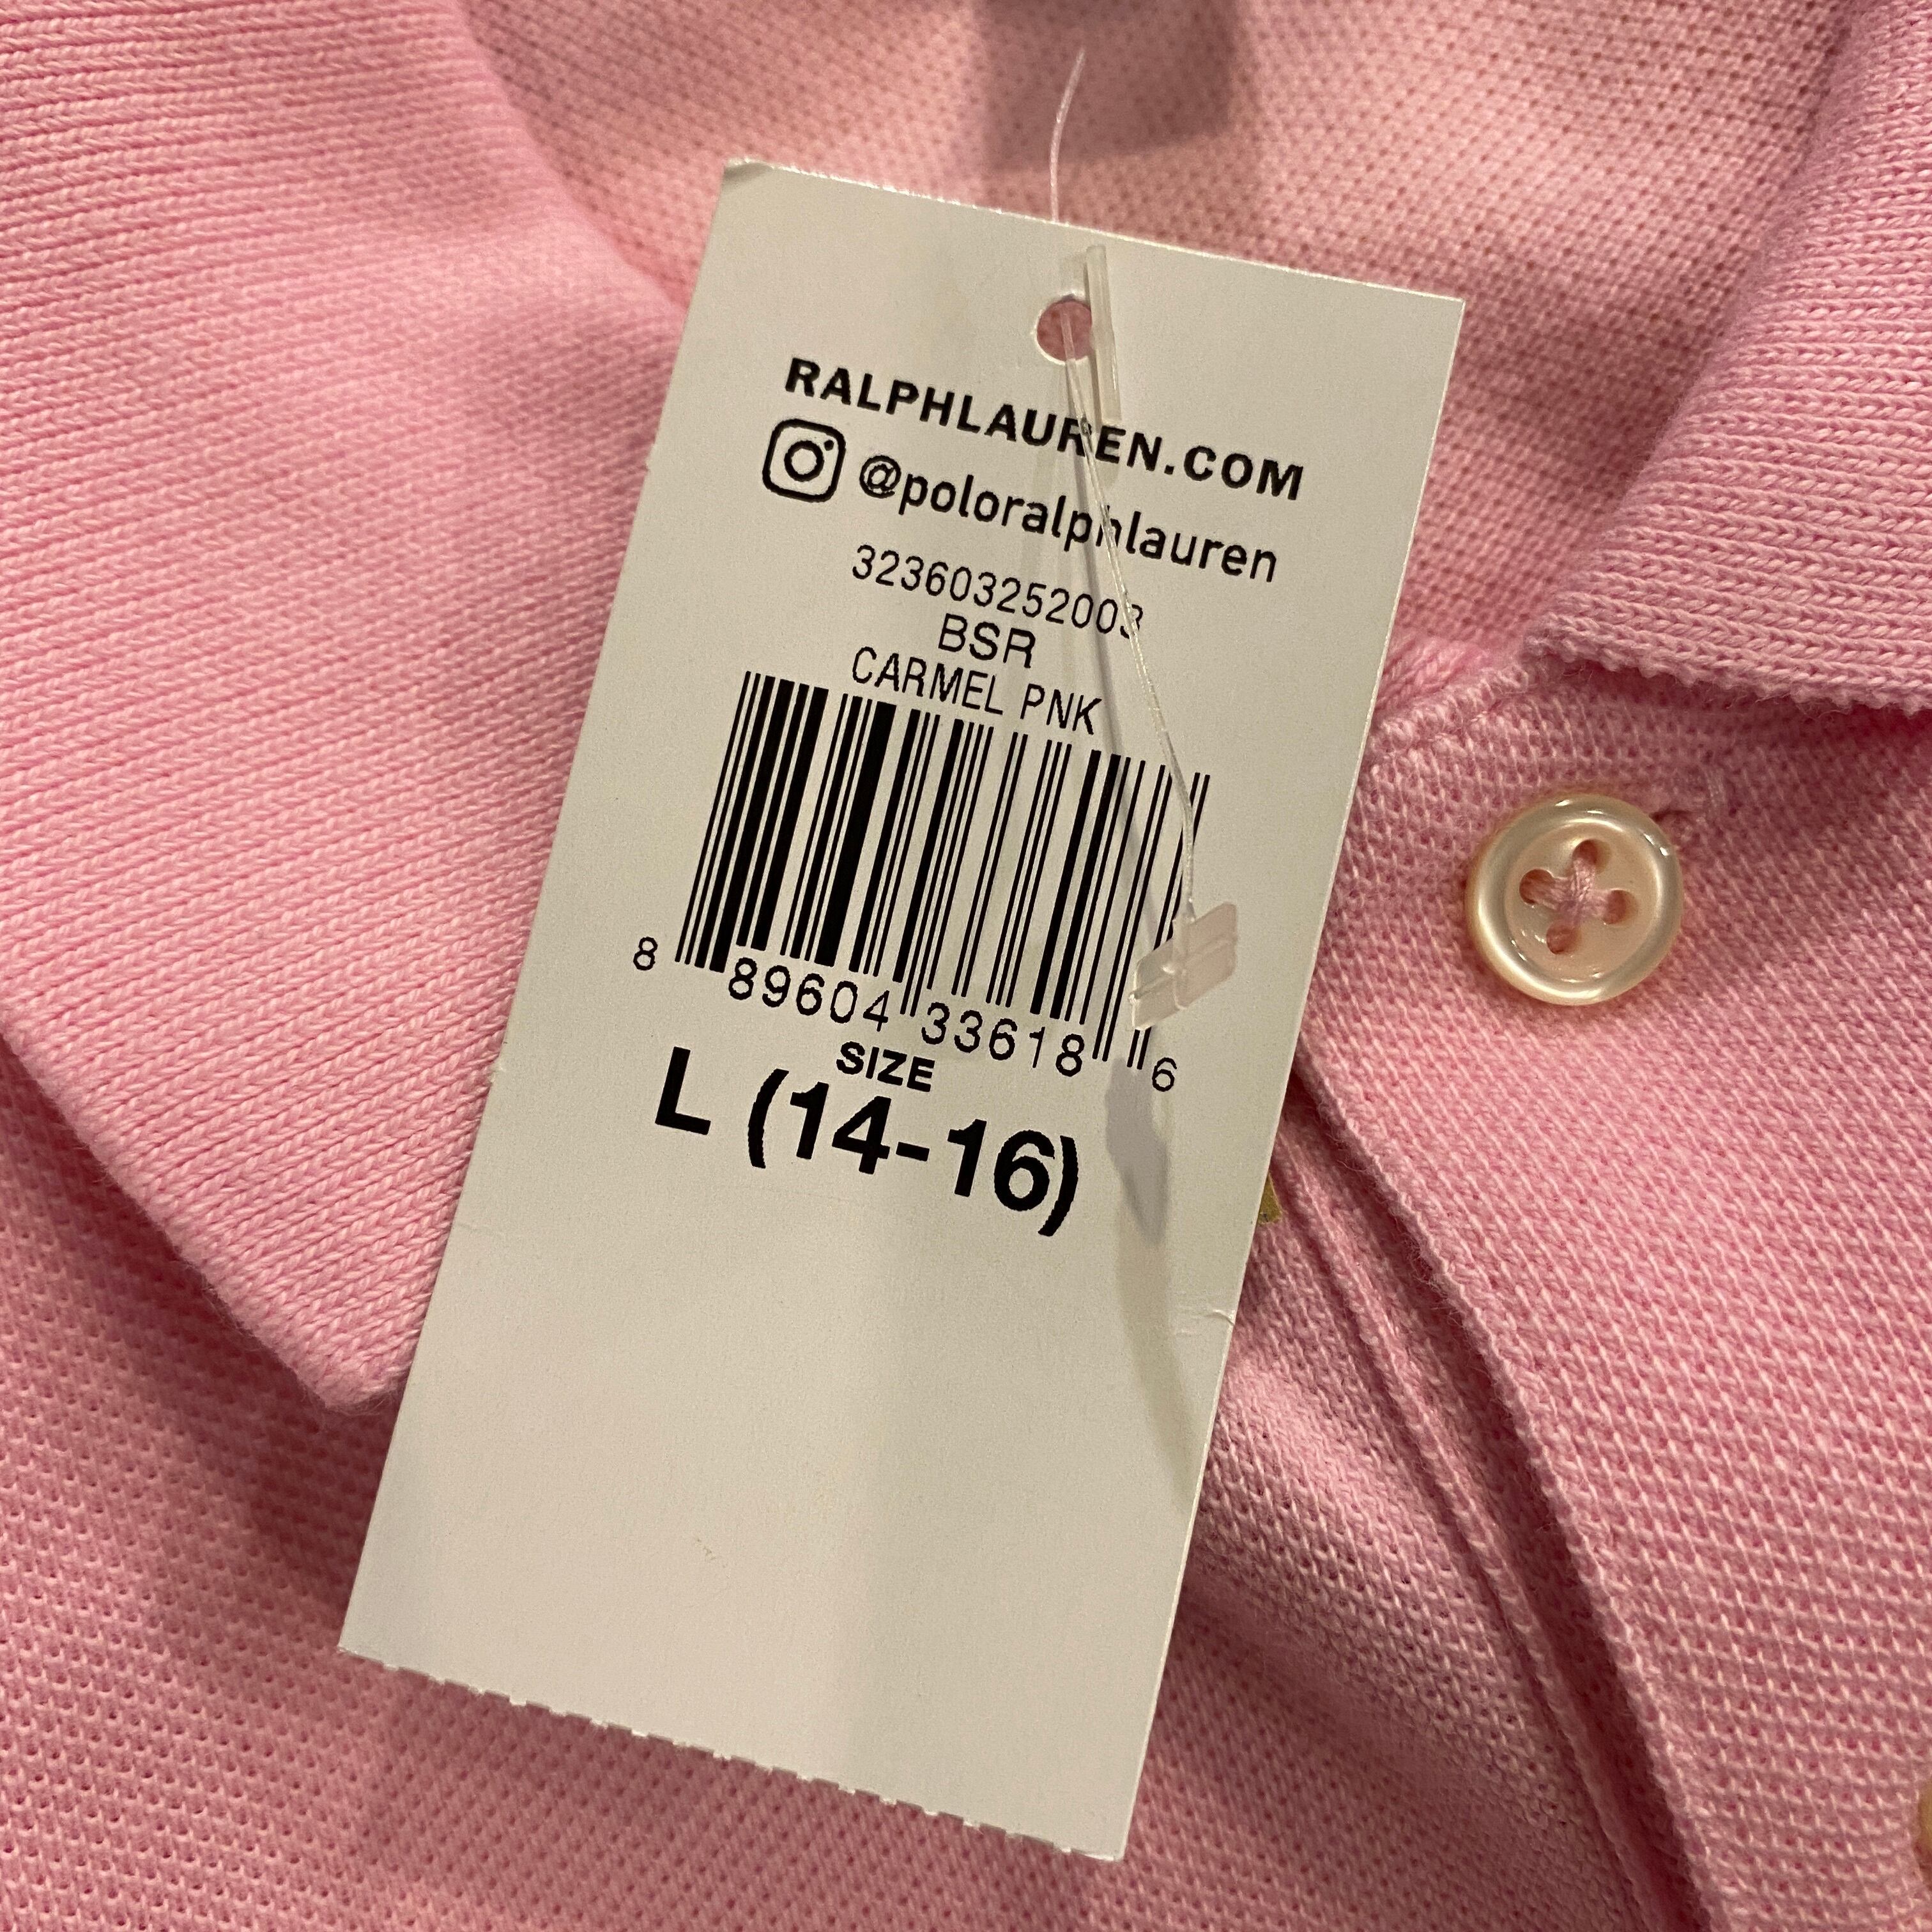 RALPHLAUREN.COM
@poloralphlauren
323603252003
BSR
CARMEL PNK
8 89604 33618 6
SIZE
L (14-16)